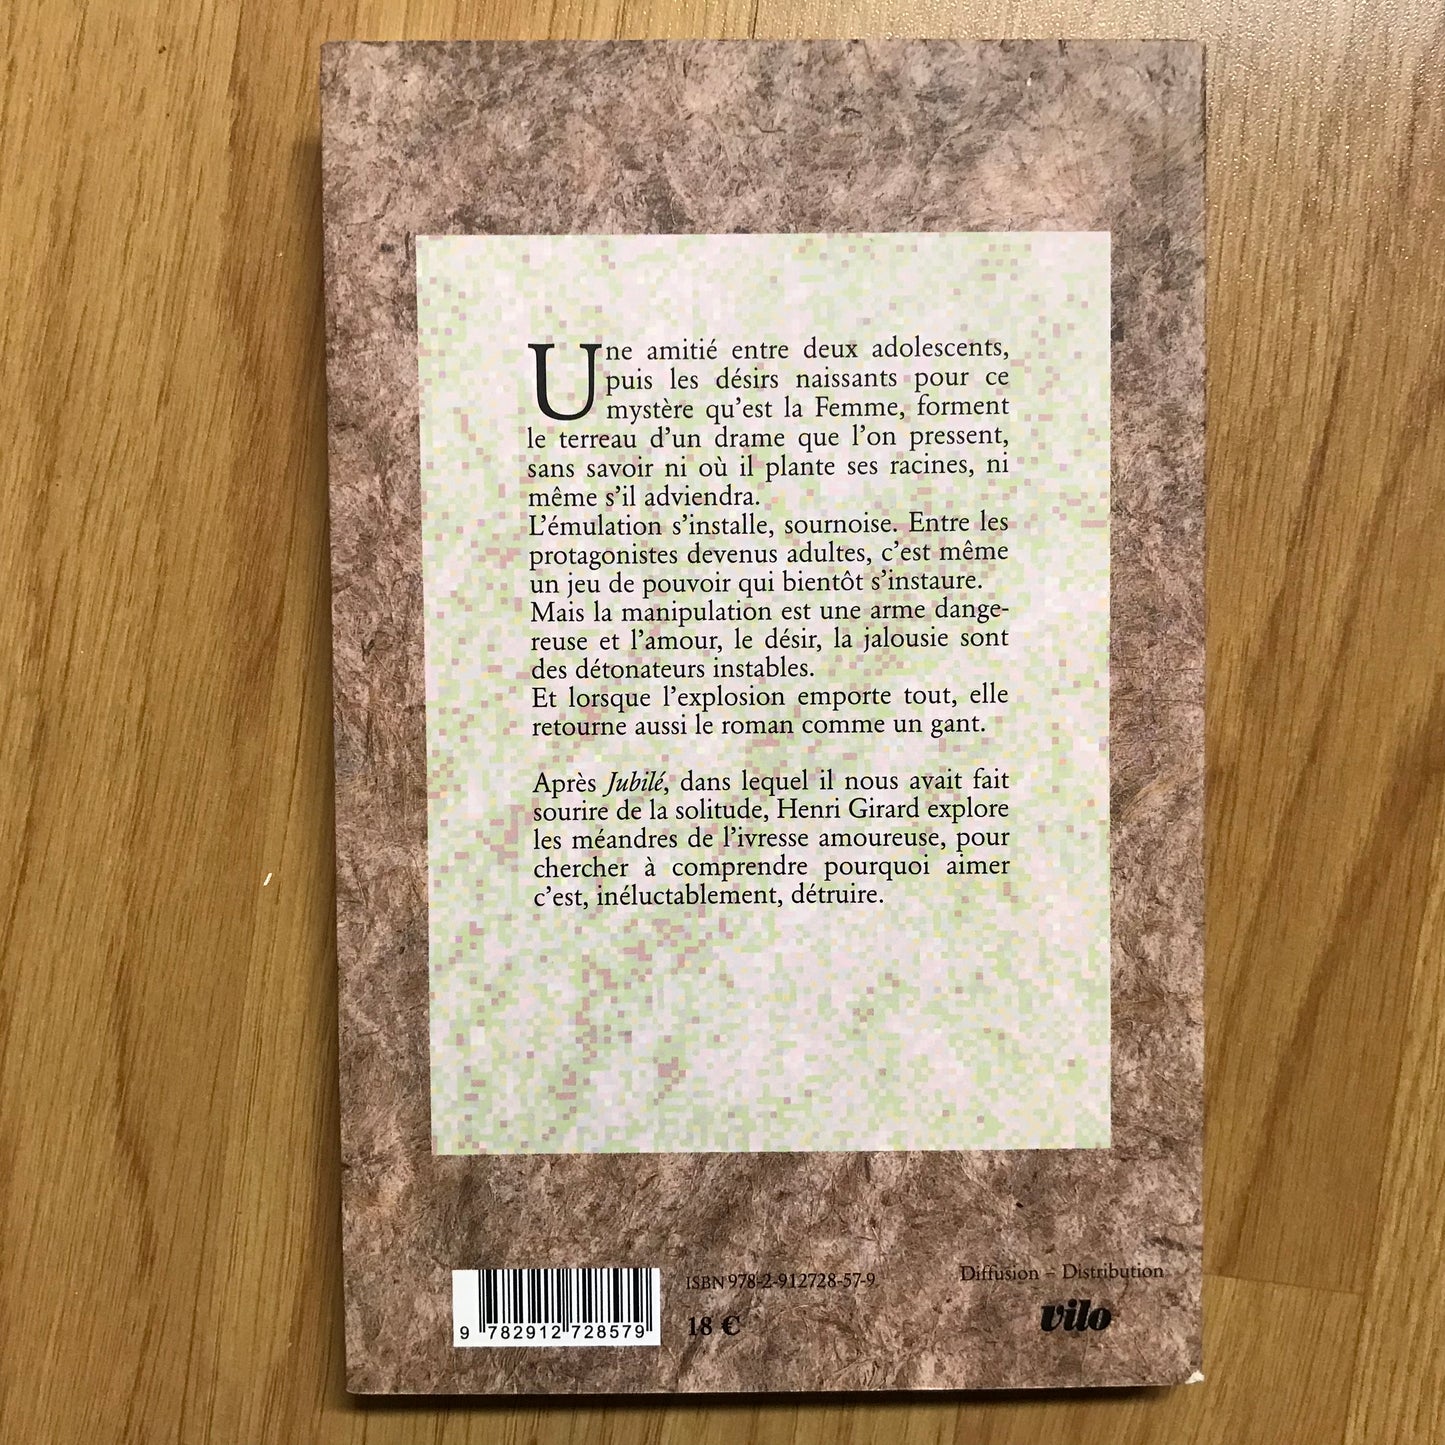 Une amitié entre deux adolescents,
puis les désirs naissants pour ce
mystère qu'est la Femme, forment
le terreau d'un drame que l'on pressent,
sans savoir ni où il plante ses racines, ni
même s'il adviendra.
L'émulation s'installe, sournoise. Entre les
protagonistes devenus adultes, c'est même
un jeu de pouvoir qui bientôt s'instaure.
Mais la manipulation est une arme dange-
reuse et l'amour, le désir, la jalousie sont
des détonateurs instables.
Et lorsque l'explosion emporte tout, elle
retourne aussi le roman comme un gant.
Après Jubilé, dans lequel il nous avait fait
sourire de la solitude, Henri Girard explore
les méandres de l'ivresse amoureuse, pour
chercher à comprendre pourquoi aimer
c'est, inéluctablement, détruire.
ISBN 978-2-912728-57-9
18 €
9 782912 728579
Diffusion – Distribution
vilo